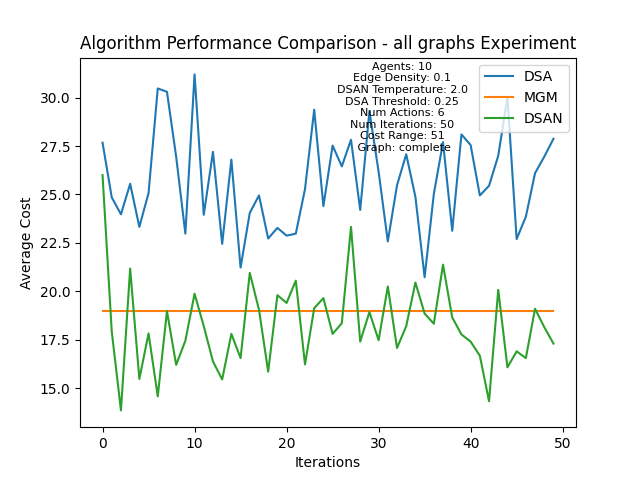 Algorithm Performance Comparison - all graphs Experiment
Agents: 10
Edge Density: 0.1
DSAN Temperature: 2.0
DSA Threshold: 0.25
Num Actions: 6
Num Iterations: 50
Cost Range: 51
Graph: complete
DSA
MGM
DSAN
Average Cost
30.0
27.5
25.0
22.5
20.0
17.5
15.0
0
10
20
30
40
50
Iterations